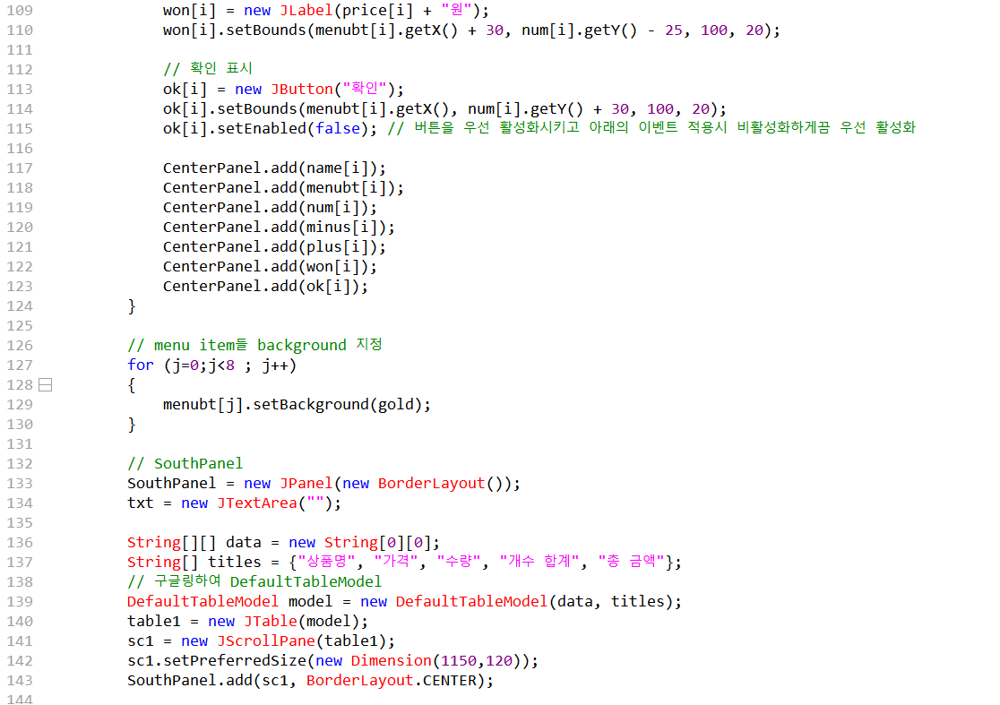 109 won[i] = new JLabel(price[i] + "원");
110 won[i].setBounds(menubt[i].getX() + 30, num[i].getY() - 25, 100, 20);
111
112 // 확인 표시
113 ok[i] = new JButton("확인");
114 ok[i].setBounds(menubt[i].getX(), num[i].getY() + 30, 100, 20);
115 ok[i].setEnabled(false); // 버튼을 우선 활성화시키고 아래의 이벤트 적용시 비활성화하게끔 우선 활성화
116
117 CenterPanel.add(name[i]);
118 CenterPanel.add(menubt[i]);
119 CenterPanel.add(num[i]);
120 CenterPanel.add(minus[i]);
121 CenterPanel.add(plus[i]);
122 CenterPanel.add(won[i]);
123 CenterPanel.add(ok[i]);
124 }
125
126 // menu item들 background 지정
127 for (j=0;j<8 ; j++)
128 {
129 menubt[j].setBackground(gold);
130 }
131
132 // SouthPanel
133 SouthPanel = new JPanel(new BorderLayout());
134 txt = new JTextArea("");
135
136 String[][] data = new String[0][0];
137 String[] titles = {"상품명", "가격", "수량", "개수 합계", "총 금액"};
138 // 구글링하여 DefaultTableModel
139 DefaultTableModel model = new DefaultTableModel(data, titles);
140 table1 = new JTable(model);
141 sc1 = new JScrollPane(table1);
142 sc1.setPreferredSize(new Dimension(1150,120));
143 SouthPanel.add(sc1, BorderLayout.CENTER);
144